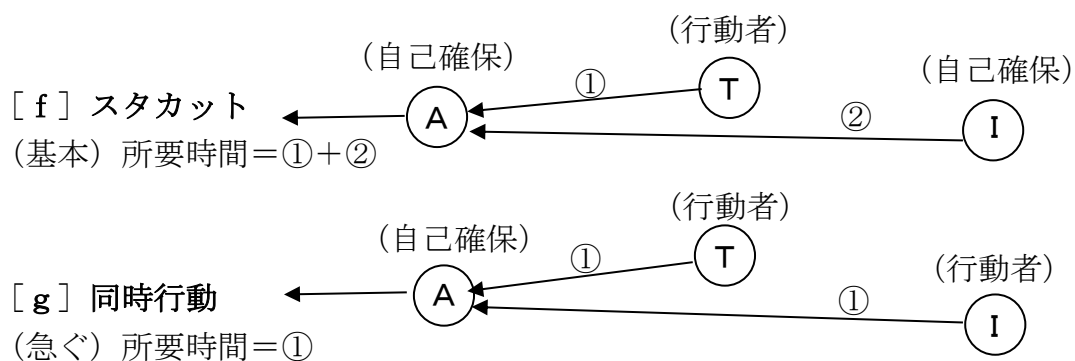 (行動者)
(自己確保)
(自己確保)
①
T
[ f ] スタカット
A
②
I
(基本) 所要時間=①+②
(行動者)
(自己確保)
①
T
(行動者)
[ g ] 同時行動
A
①
I
(急ぐ) 所要時間=①